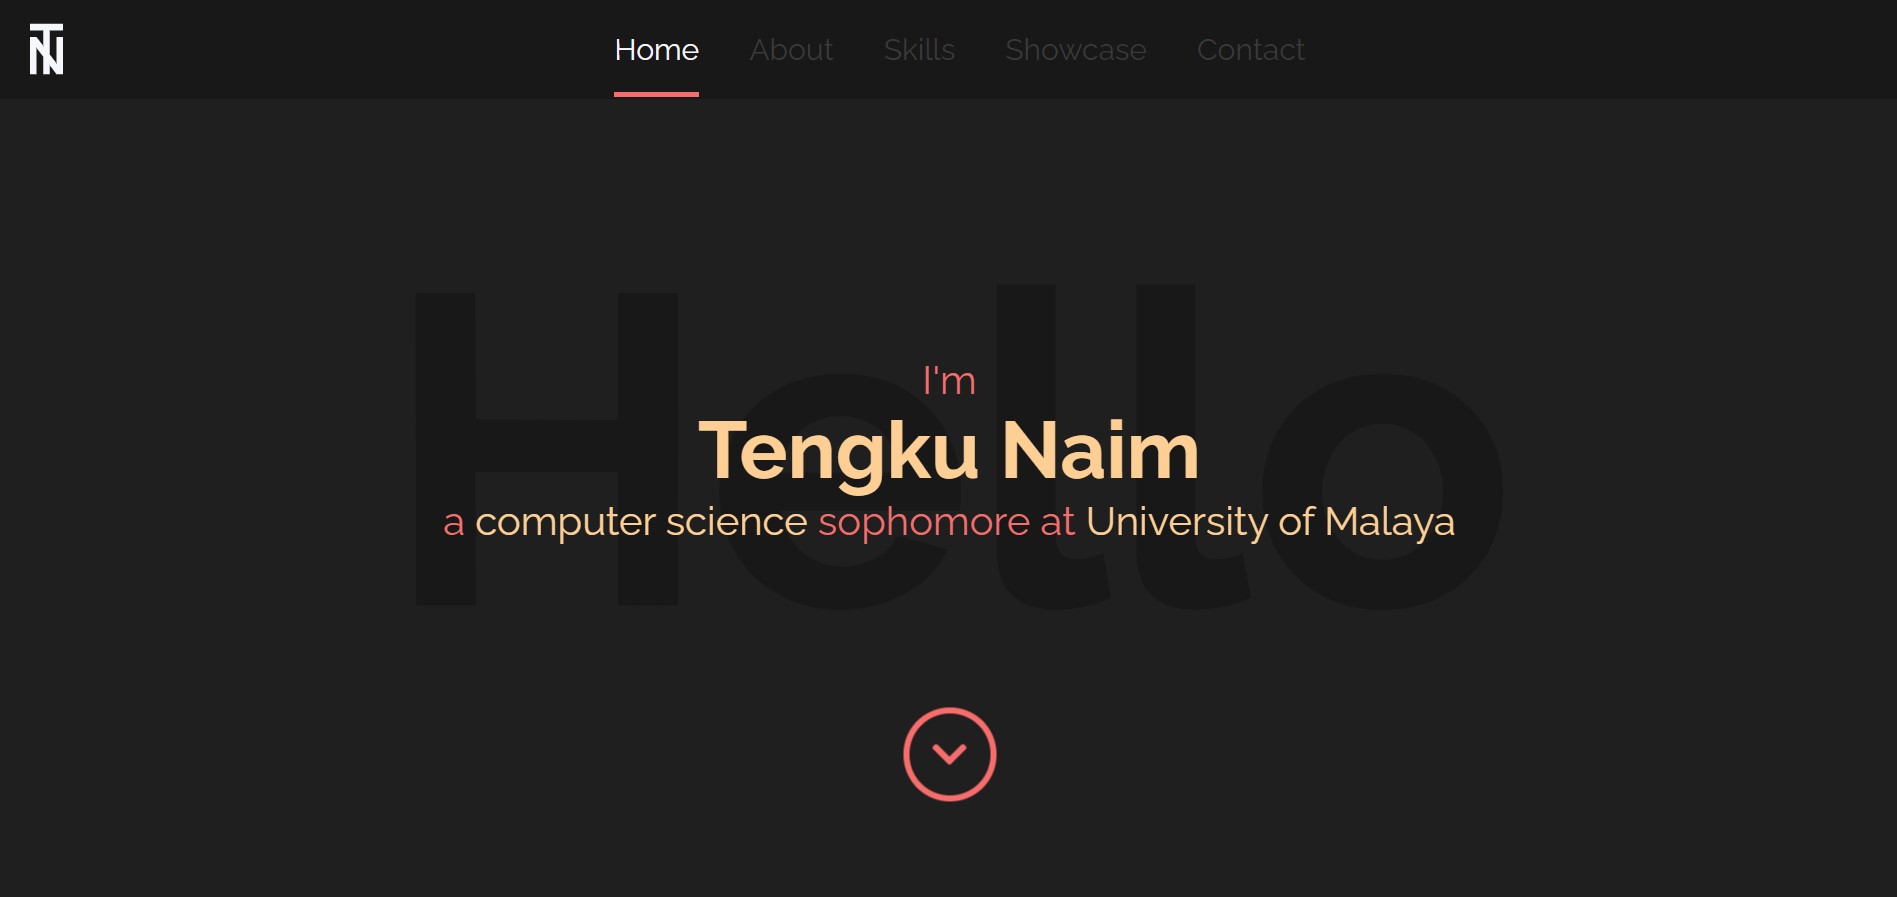 TN
Home About Skills Showcase Contact
Hello
I'm
Tengku Naim
a computer science sophomore at University of Malaya